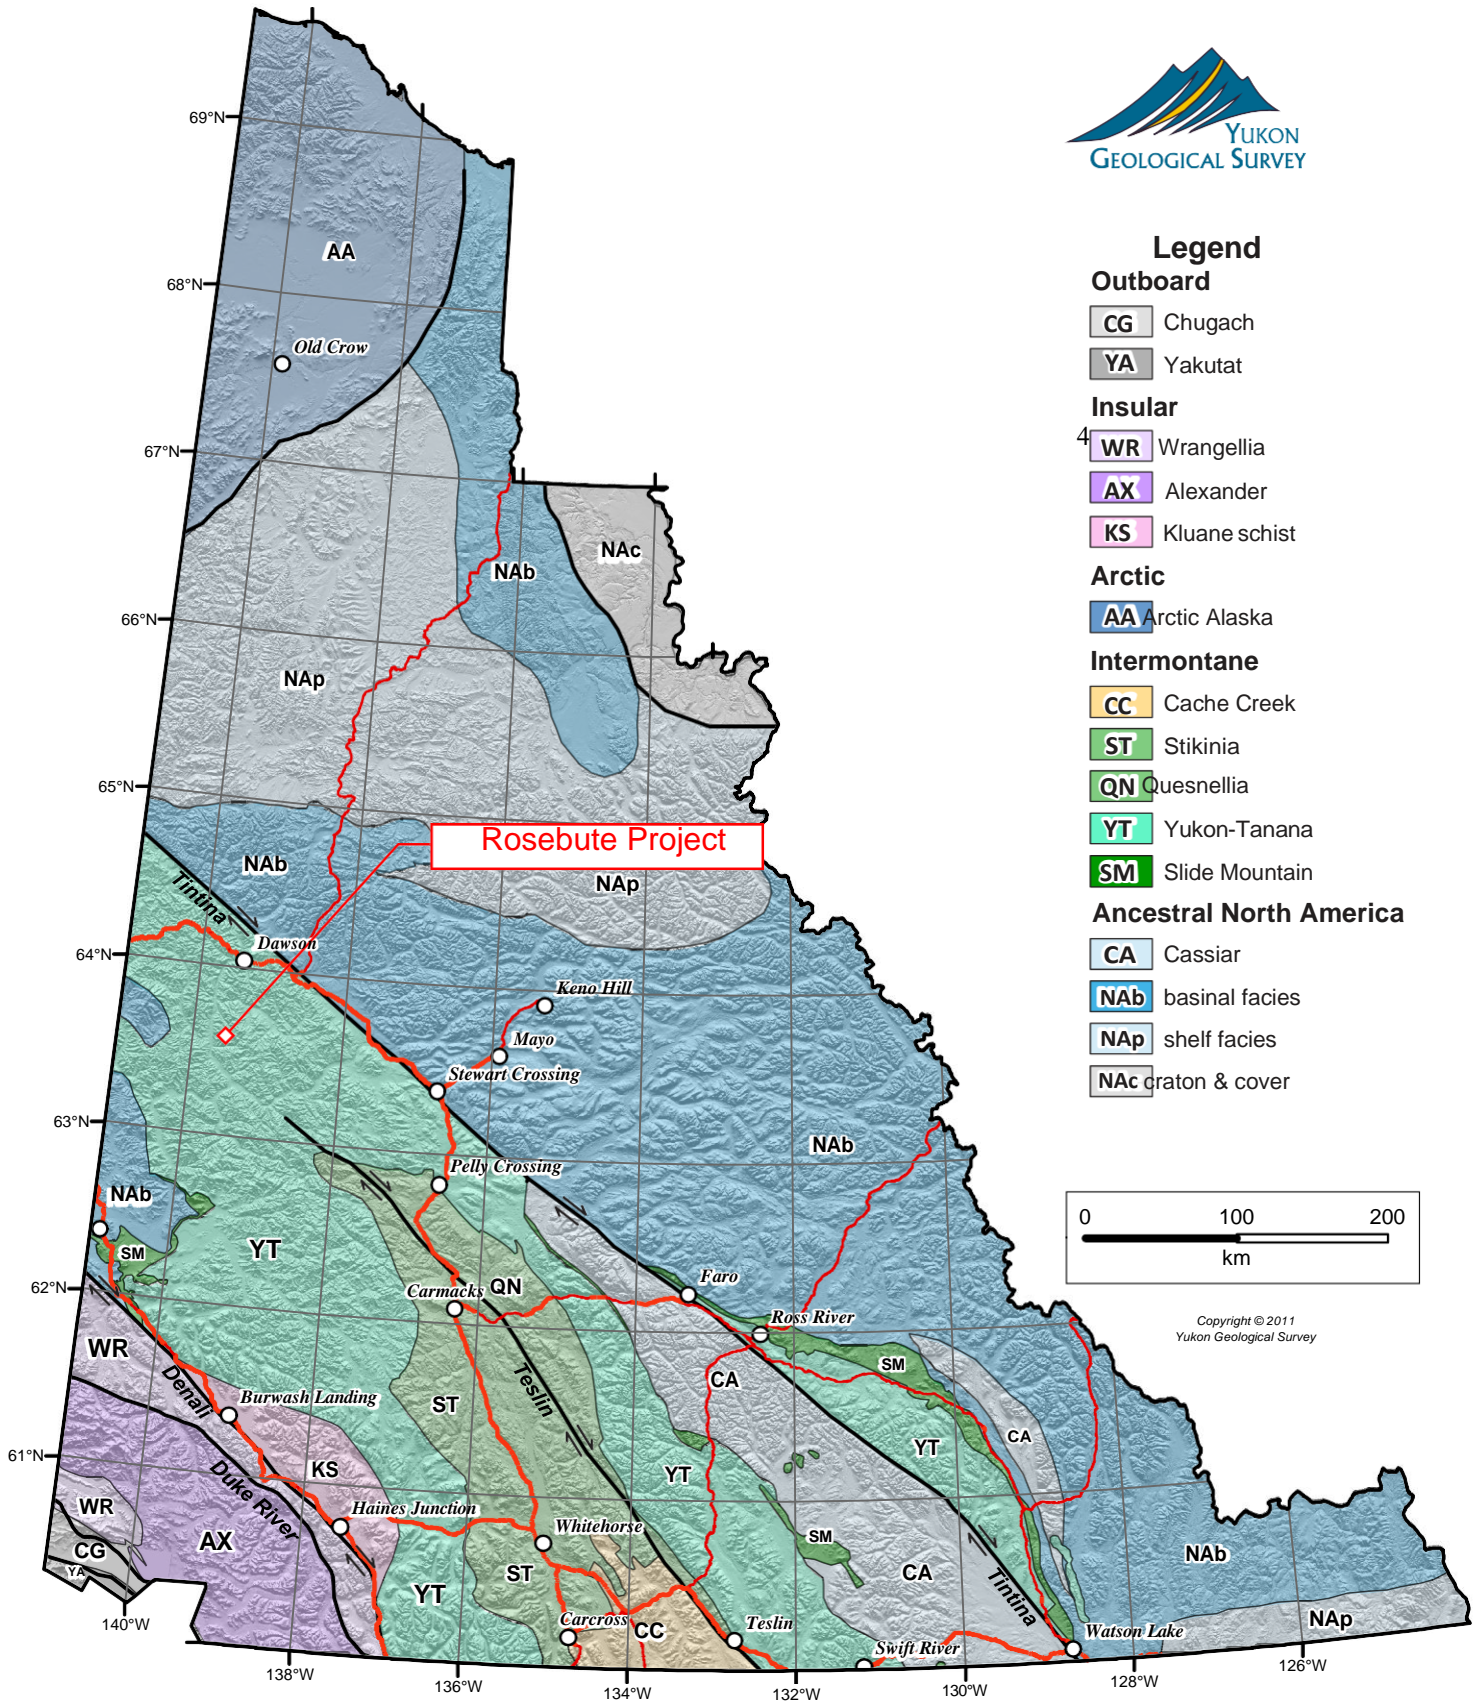 YUKON
GEOLOGICAL SURVEY
Legend
Outboard
CG Chugach
YA Yakutat
Insular
4
WR Wrangellia
AX Alexander
KS Kluane schist
Arctic
AA Arctic Alaska
Intermontane
CC Cache Creek
ST Stikinia
QN Quesnellia
YT Yukon-Tanana
SM Slide Mountain
Ancestral North America
CA Cassiar
NAb basinal facies
NAp shelf facies
NAc craton & cover
0 100 200
km
Copyright © 2011
Yukon Geological Survey
69°N
AA
68°N
Old Crow
67°N
NAc
NAb
66°N
NAp
65°N
Rosebute Project
NAb
NAp
Tintina
Dawson
64°N
Keno Hill
Mayo
Stewart Crossing
63°N
NAb
Pelly Crossing
NAb
YT
SM
62°N
Faro
QN
Carmacks
Ross River
WR
SM
CA
Denali
Teslin
Burwash Landing
ST
CA
YT
61°N
KS
YT
Duke River
WR
Haines Junction
Whitehorse
SM
AX
CG
NAb
YA
ST
CA
YT
Tintina
NAp
140°W
Carcross
CC
Teslin
Watson Lake
Swift River
138°W
136°W
134°W
132°W
130°W
128°W
126°W